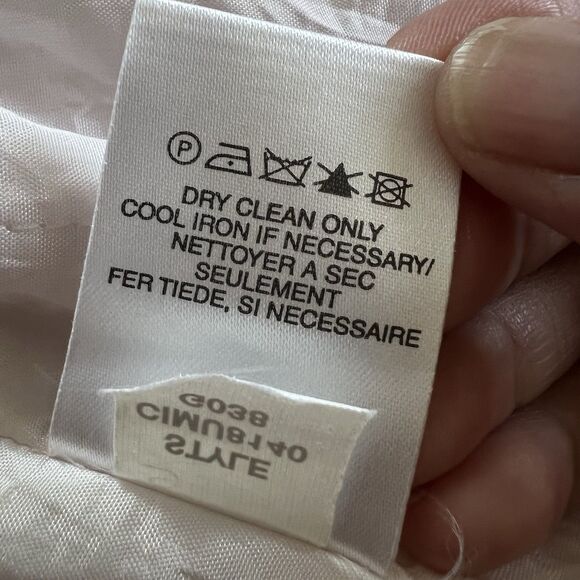 P
DRY CLEAN ONLY
COOL IRON IF NECESSARY/
NETTOYER A SEC
SEULEMENT
FER TIEDE, SI NECESSAIRE
STYLE
CIMU8140
G038